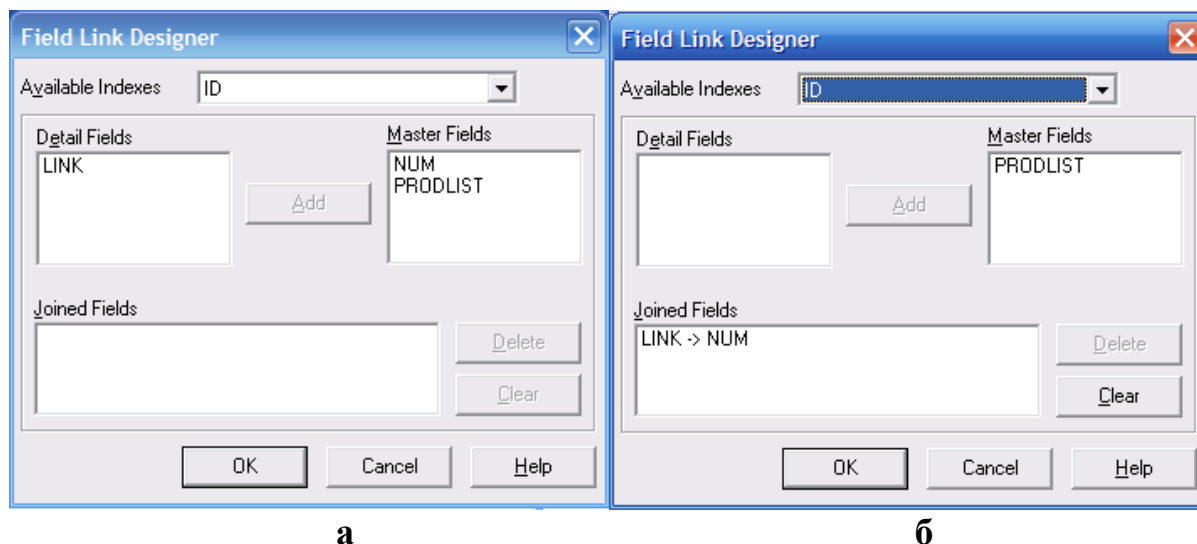 Field Link Designer
Available Indexes ID
Detail Fields
Master Fields
LINK
NUM
PRODLIST
Add
Joined Fields
Delete
Clear
OK Cancel Help
а
Field Link Designer
Available Indexes ID
Detail Fields
Master Fields
PRODLIST
Add
Joined Fields
LINK -> NUM
Delete
Clear
OK Cancel Help
б